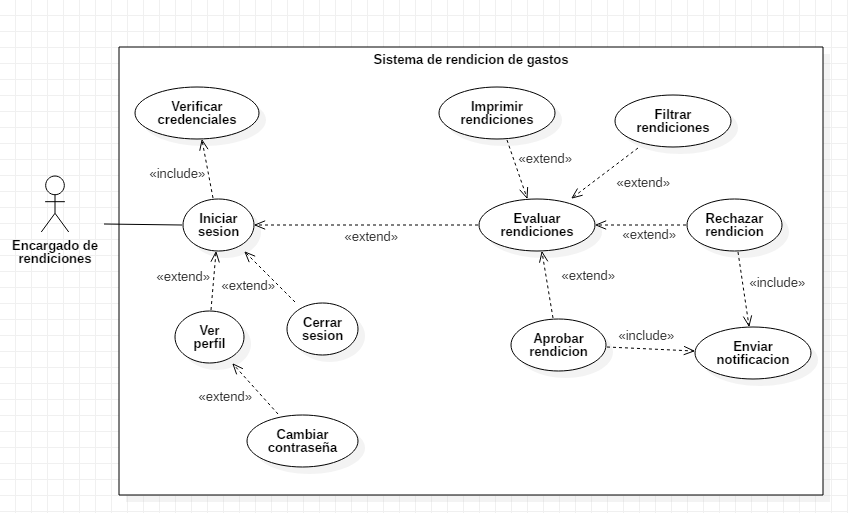 Sistema de rendicion de gastos
Verificar
credenciales
Imprimir
rendiciones
Filtrar
rendiciones
«extend»
«include»
«extend»
Encargado de
rendiciones
Iniciar
sesion
«extend»
Evaluar
rendiciones
«extend»
Rechazar
rendicion
«extend»
«extend»
«extend»
«include»
Ver
perfil
Cerrar
sesion
Aprobar
rendicion
«include»
Enviar
notificacion
«extend»
Cambiar
contraseña